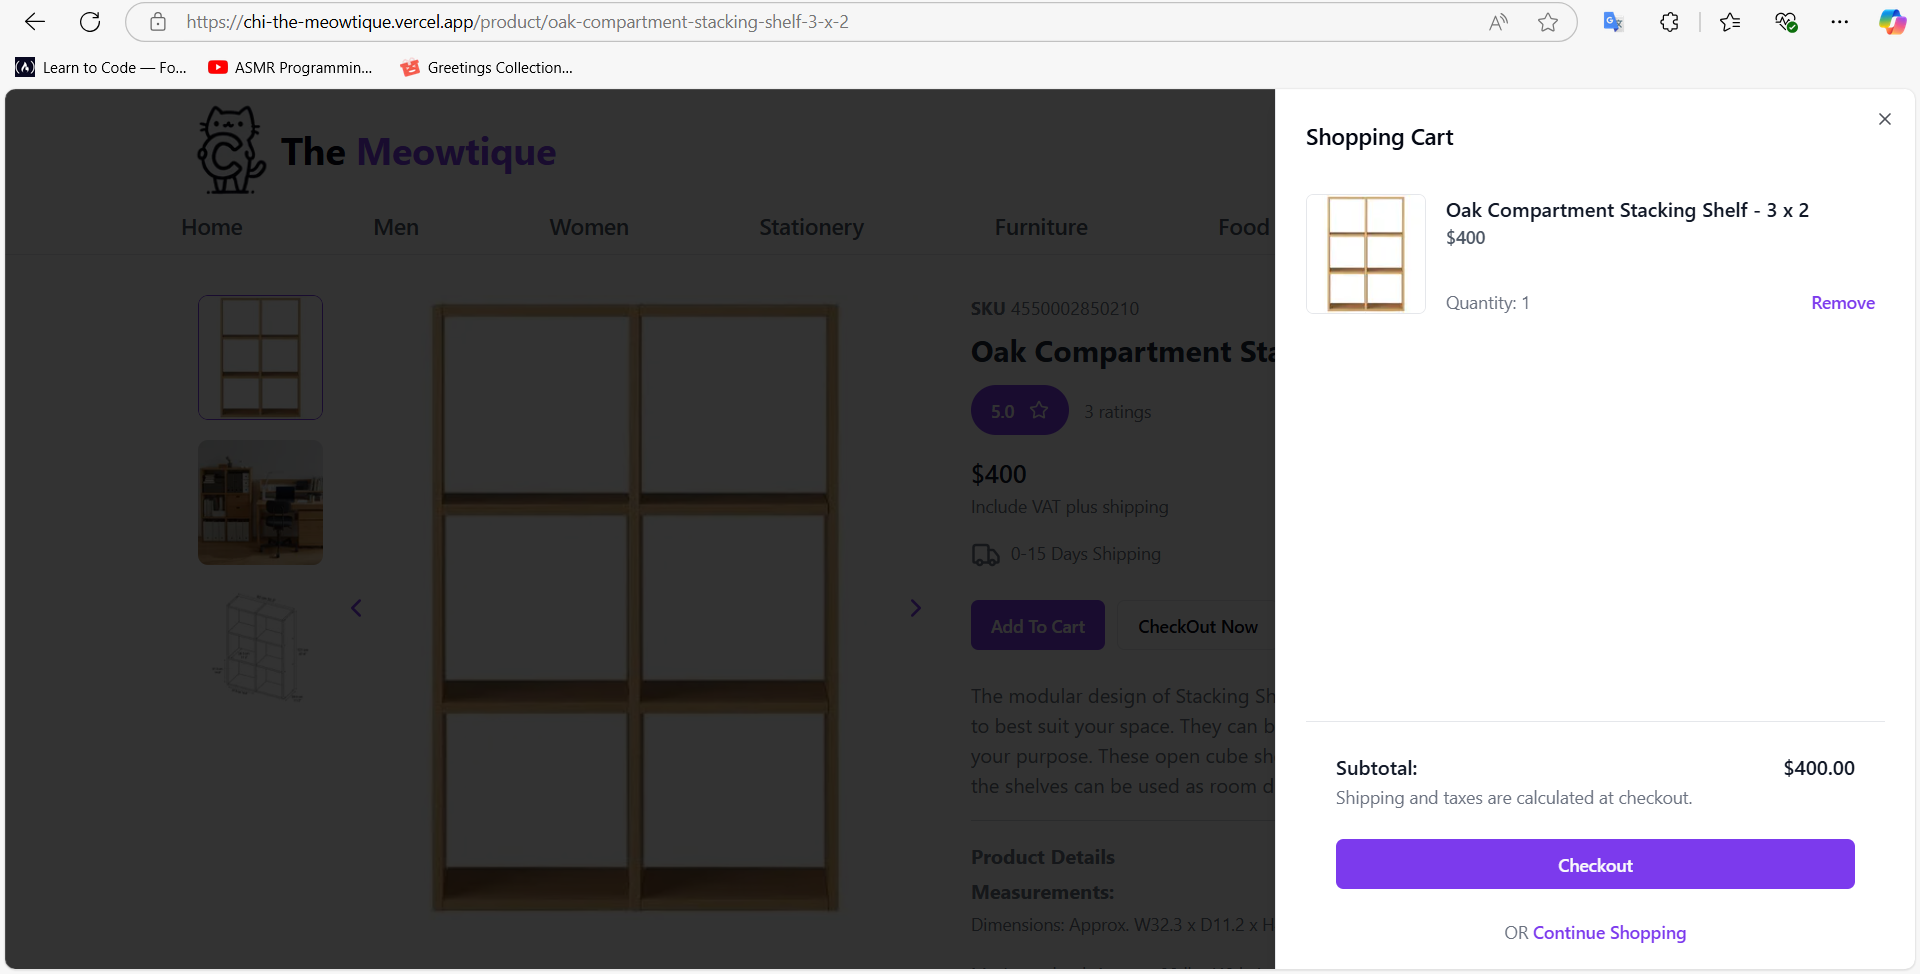 https://chi-the-meowtique.vercel.app/product/oak-compartment-stacking-shelf-3-x-2
Learn to Code — Fo...
ASMR Programmin...
Greetings Collection...
The Meowtique
Home
Men
Women
Stationery
Furniture
Food
SKU 4550002850210
Oak Compartment Sta
5.0
3 ratings
$400
Include VAT plus shipping
0-15 Days Shipping
Add To Cart
CheckOut Now
The modular design of Stacking Sh
to best suit your space. They can b
your purpose. These open cube sh
the shelves can be used as room d
Product Details
Measurements:
Dimensions: Approx. W32.3 x D11.2 x H
Shopping Cart
Oak Compartment Stacking Shelf - 3 x 2
$400
Quantity: 1
Remove
Subtotal:
$400.00
Shipping and taxes are calculated at checkout.
Checkout
OR Continue Shopping